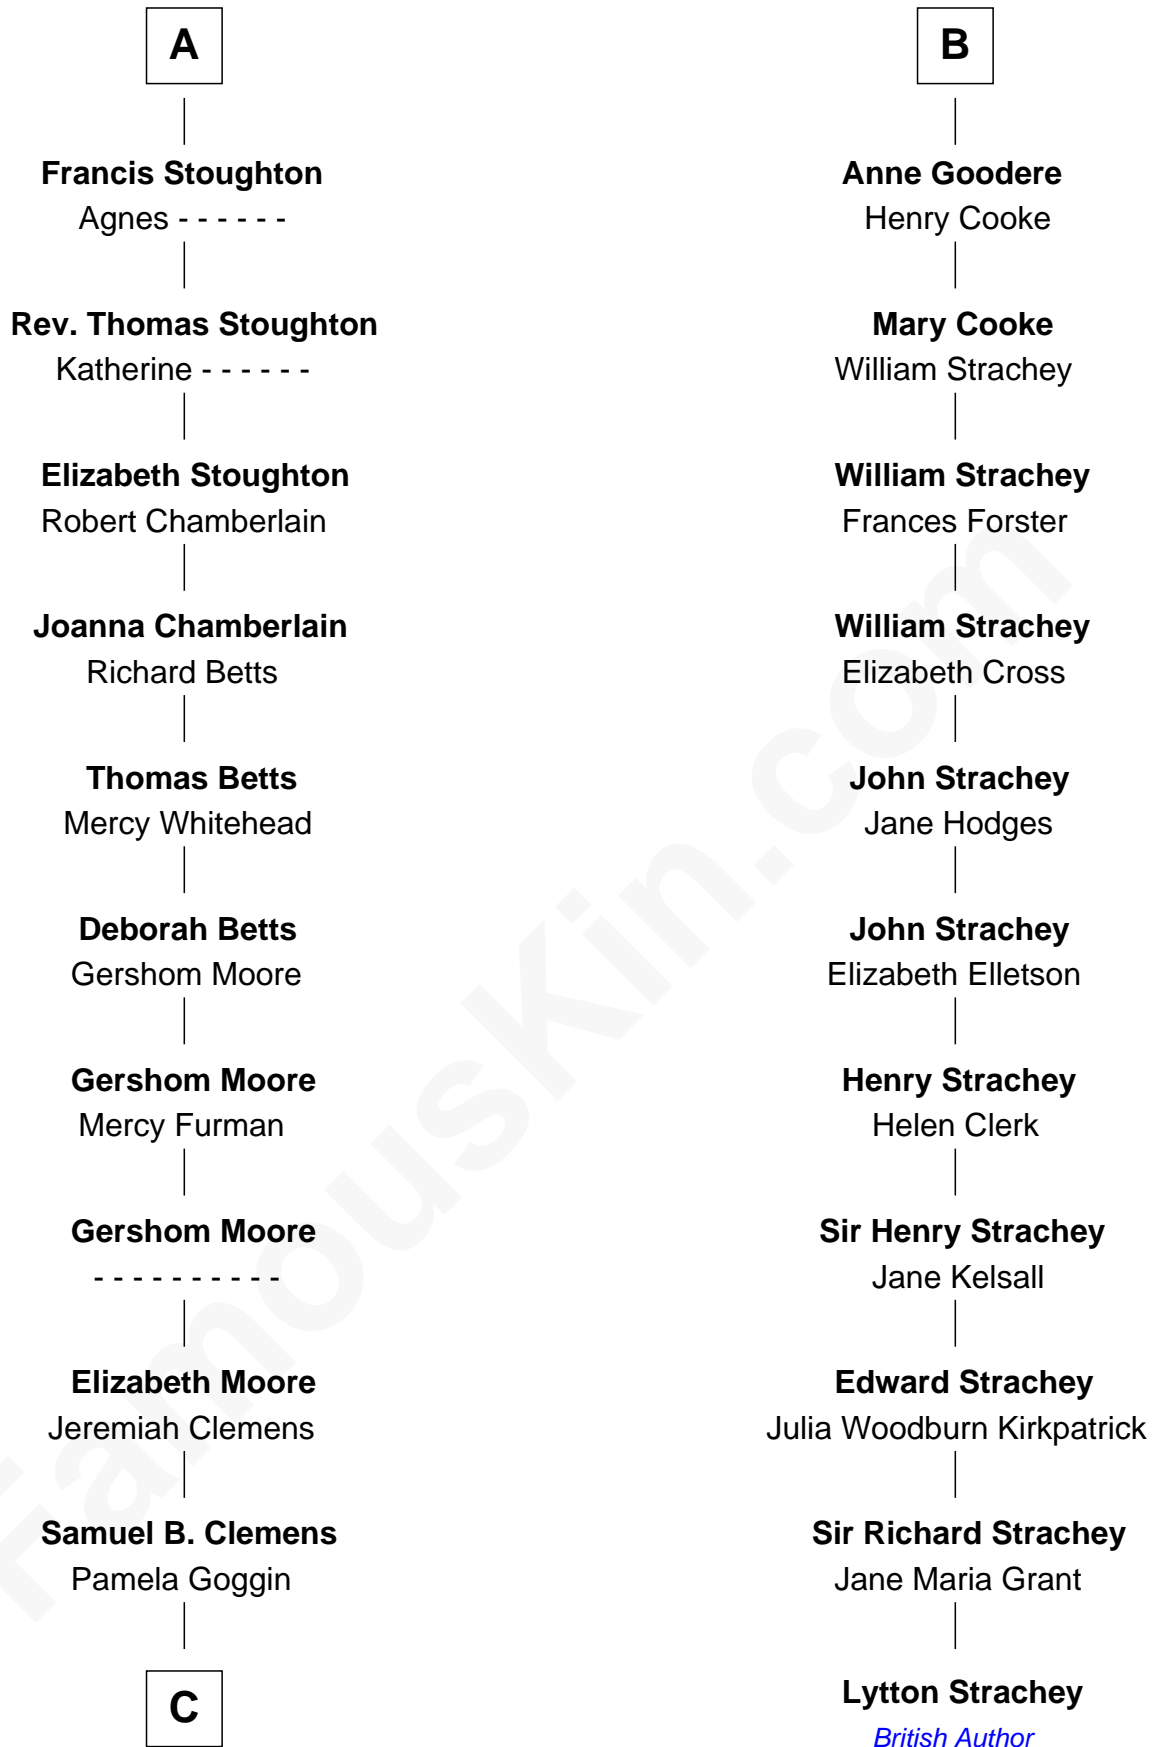 A
Francis Stoughton
Agnes - - - - - -
Rev. Thomas Stoughton
Katherine - - - - - -
Elizabeth Stoughton
Robert Chamberlain
Joanna Chamberlain
Richard Betts
Thomas Betts
Mercy Whitehead
Deborah Betts
Gershom Moore
Gershom Moore
Mercy Furman
Gershom Moore
- - - - - - - - - -
Elizabeth Moore
Jeremiah Clemens
Samuel B. Clemens
Pamela Goggin
C
B
Anne Goodere
Henry Cooke
Mary Cooke
William Strachey
William Strachey
Frances Forster
William Strachey
Elizabeth Cross
John Strachey
Jane Hodges
John Strachey
Elizabeth Elletson
Henry Strachey
Helen Clerk
Sir Henry Strachey
Jane Kelsall
Edward Strachey
Julia Woodburn Kirkpatrick
Sir Richard Strachey
Jane Maria Grant
Lytton Strachey
British Author
FamousKin.com